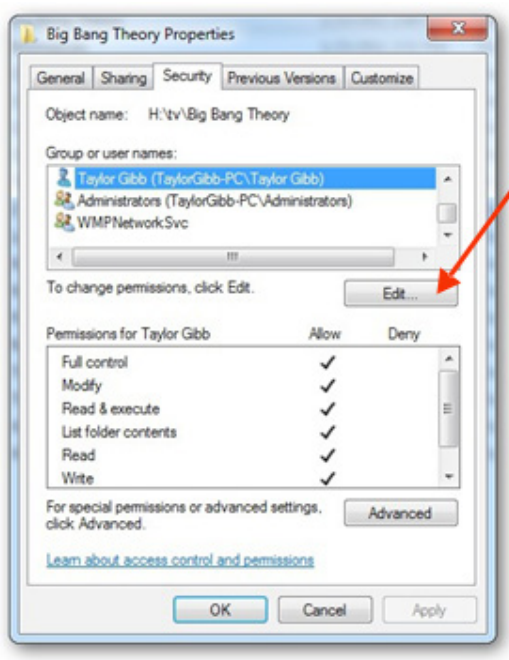 Big Bang Theory Properties
General Sharing Security Previous Versions Customize
Object name: H:\tv\Big Bang Theory
Group or user names:
Taylor Gibb (TaylorGibb-PC\Taylor Gibb)
Administrators (TaylorGibb-PC\Administrators)
WMPNetworkSvc
To change permissions, click Edit. Edit...
Permissions for Taylor Gibb Allow Deny
Full control
Modify
Read & execute
List folder contents
Read
Write
For special permissions or advanced settings,
click Advanced. Advanced
Learn about access control and permissions
OK Cancel Apply